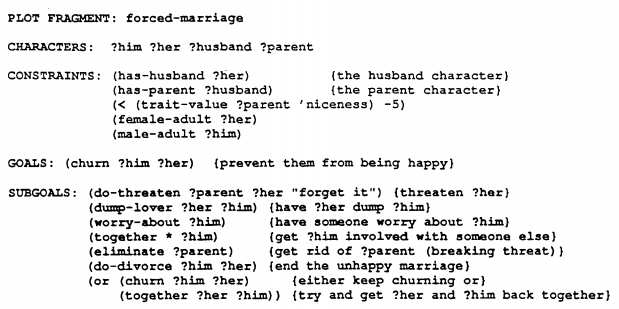 PLOT FRAGMENT: forced-marriage
CHARACTERS: ?him ?her ?husband ?parent
CONSTRAINTS: (has-husband ?her) {the husband character}
(has-parent ?husband) {the parent character}
(< (trait-value ?parent 'niceness) -5)
(female-adult ?her)
(male-adult ?him)
GOALS: (churn ?him ?her) {prevent them from being happy}
SUBGOALS: (do-threaten ?parent ?her "forget it") {threaten ?her}
(dump-lover ?her ?him) {have ?her dump ?him}
(worry-about ?him) {have someone worry about ?him}
(together * ?him) {get ?him involved with someone else}
(eliminate ?parent) {get rid of ?parent (breaking threat)}
(do-divorce ?him ?her) {end the unhappy marriage}
(or (churn ?him ?her) {either keep churning or}
(together ?her ?him)) {try and get ?her and ?him back together}